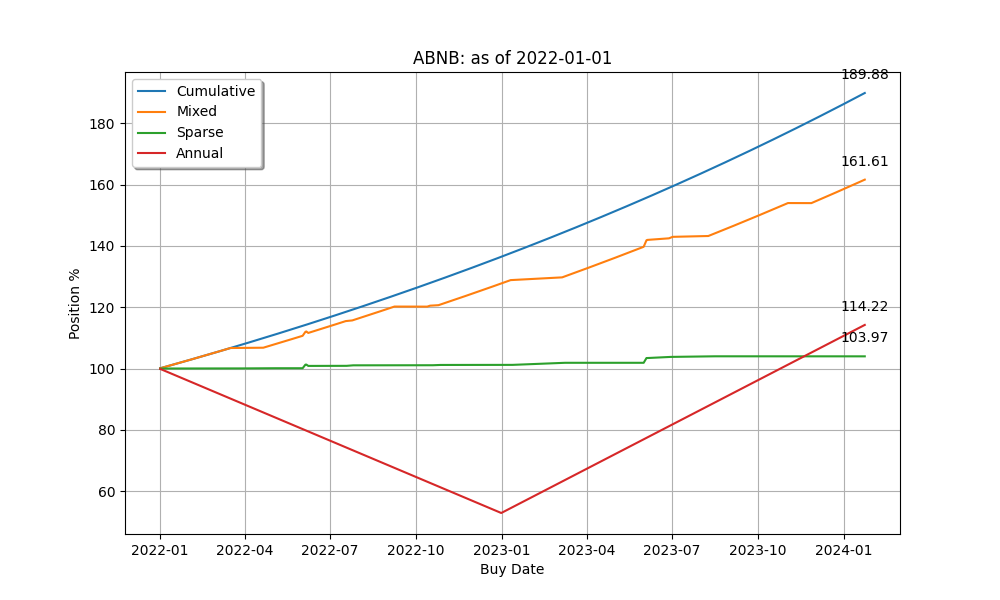 ABNB: as of 2022-01-01
189.88
Cumulative
Mixed
Sparse
Annual
161.61
114.22
103.97
180
160
140
120
100
80
60
Position %
2022-01 2022-04 2022-07 2022-10 2023-01 2023-04 2023-07 2023-10 2024-01
Buy Date